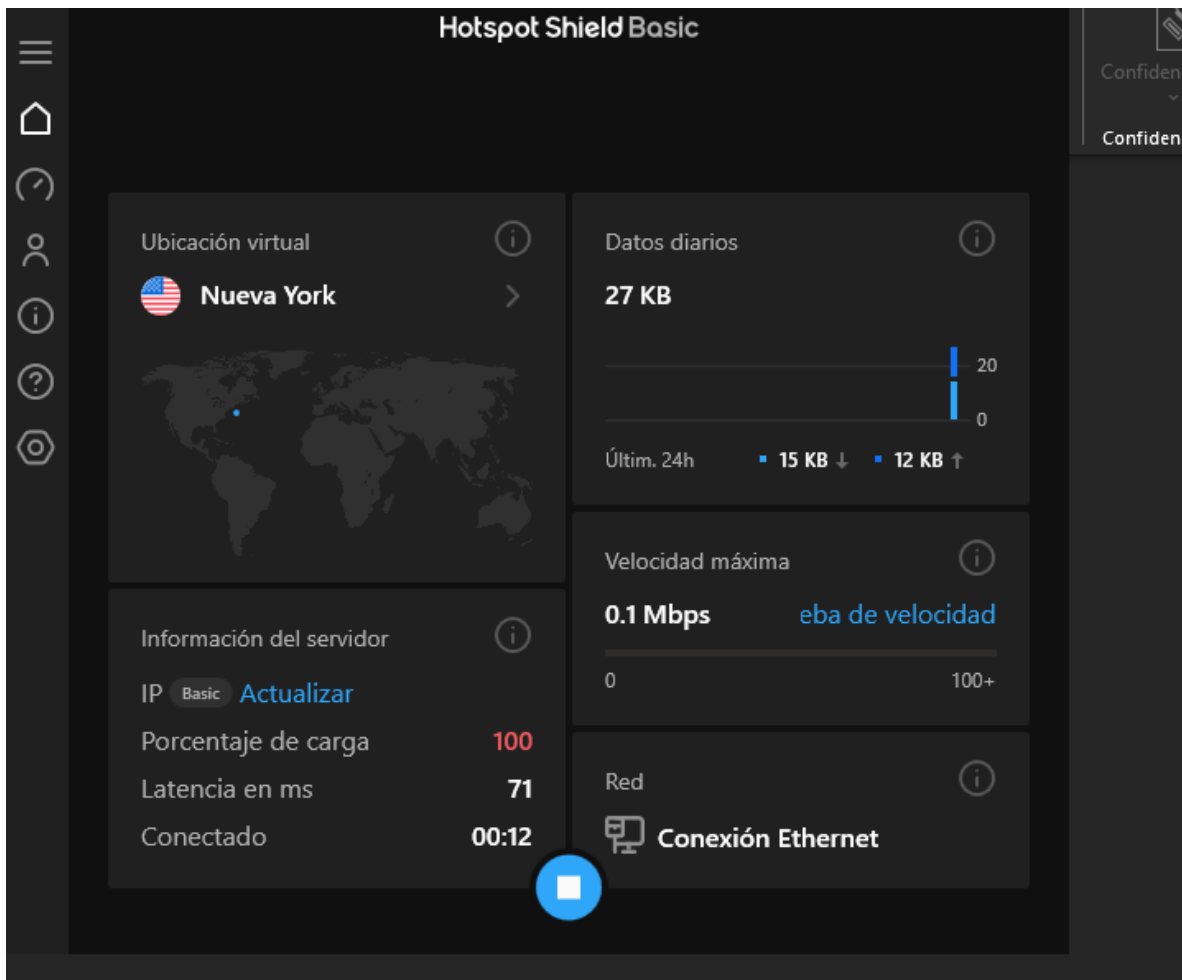 Hotspot Shield Basic
Confiden
Confiden
Ubicación virtual
Nueva York
Datos diarios
27 KB
20
0
Últim. 24h 15 KB ↓ 12 KB ↑
Velocidad máxima
0.1 Mbps eba de velocidad
0 100+
Información del servidor
IP Basic Actualizar
Porcentaje de carga 100
Latencia en ms 71
Conectado 00:12
Red
Conexión Ethernet